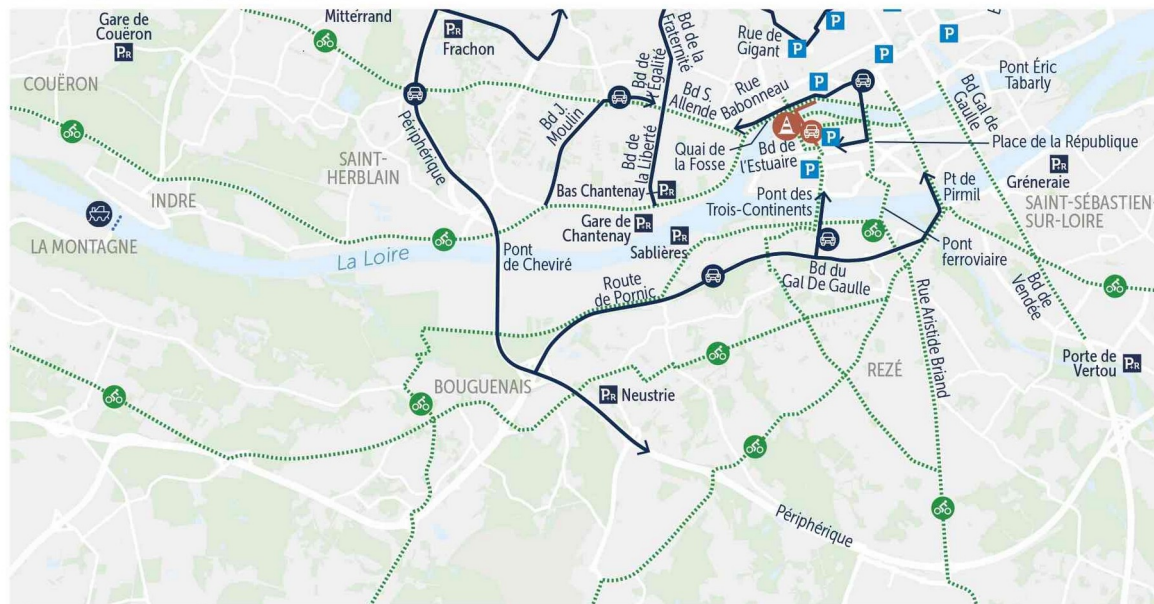 Gare de
Couëron
P+R
Mittérrand
P+R
Frachon
Bd de la
Fraternité
Rue de
Gigant
P
P
P
P
P
P
Pont Éric
Tabarly
COUËRON
Périphérique
Bd J.
Moulin
Bd de
l'Egalité
Bd S.
Allende
Rue
Babonneau
Bd Gal de
Gaulle
Quai de
la Fosse
Bd de
l'Estuaire
P
P
Place de la République
P+R
Gréneraie
SAINT-
HERBLAIN
Bd de
la Liberté
Bas Chantenay
P+R
Pont des
Trois-Continents
Pt de
Pirmil
SAINT-SÉBASTIEN
SUR-LOIRE
INDRE
LA MONTAGNE
La Loire
Pont
de Cheviré
Gare de
Chantenay
P+R
P+R
Sablières
Pont
ferroviaire
Route
de Pornic
Bd du
Gal De Gaulle
Bd de
Vendée
Rue Aristide Briand
REZÉ
Porte de
Vertou
P+R
BOUGUENAIS
P+R
Neustrie
Périphérique